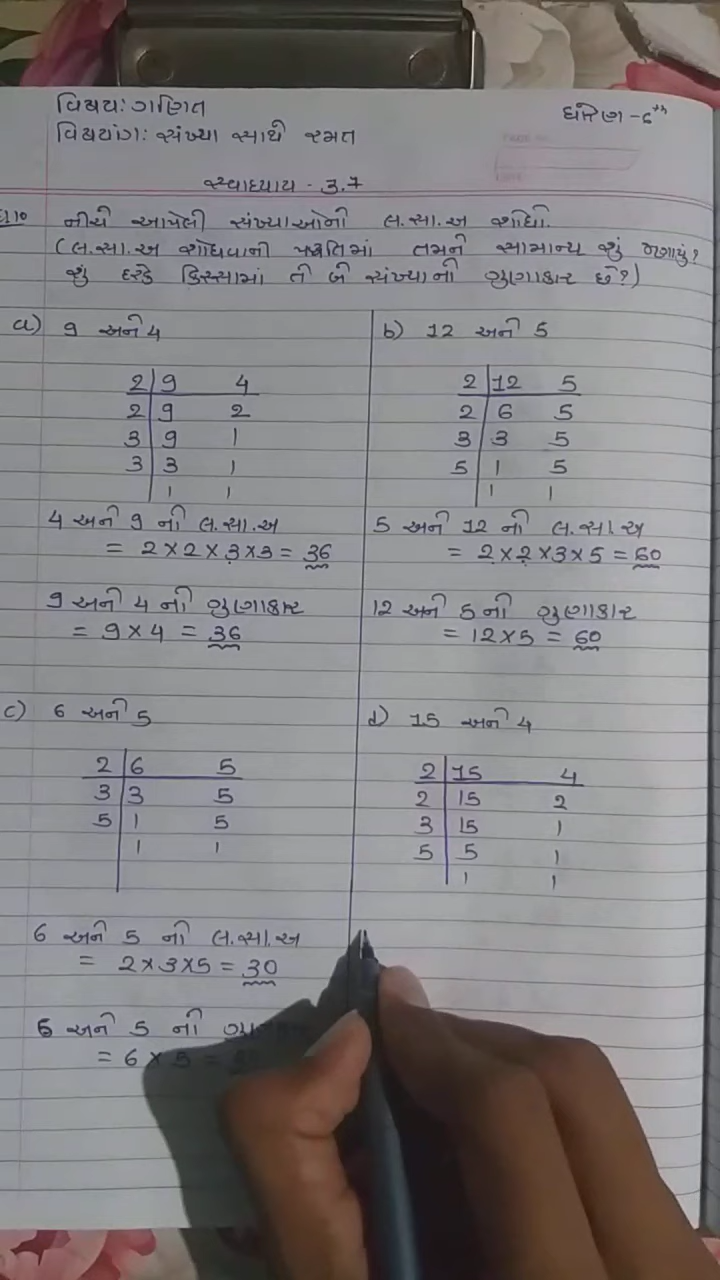 વિષય: ગણિત
ધોરણ - 6th
વિષયાંગ: સંખ્યા સાથે રમત
સ્વાધ્યાય - 3.7
10 નીચે આપેલી સંખ્યાઓનો લ.સા.અ શોધો.
(લ.સા.અ શોધવાની પદ્ધતિમાં તમને સામાન્ય શું જણાયું?
શું દરેક કિસ્સામાં તે બે સંખ્યાનો ગુણાકાર છે?)
a) 9 અને 4
2 9 4
2 9 2
3 9 1
3 3 1
1 1
4 અને 9 નો લ.સા.અ
= 2×2×3×3 = 36
9 અને 4 નો ગુણાકાર
= 9×4 = 36
b) 12 અને 5
2 12 5
2 6 5
3 3 5
5 1 5
1 1
5 અને 12 નો લ.સા.અ
= 2×2×3×5 = 60
12 અને 5 નો ગુણાકાર
= 12×5 = 60
c) 6 અને 5
2 6 5
3 3 5
5 1 5
1 1
6 અને 5 નો લ.સા.અ
= 2×3×5 = 30
6 અને 5 નો
= 6×5 =
d) 15 અને 4
2 15 4
2 15 2
3 15 1
5 5 1
1 1